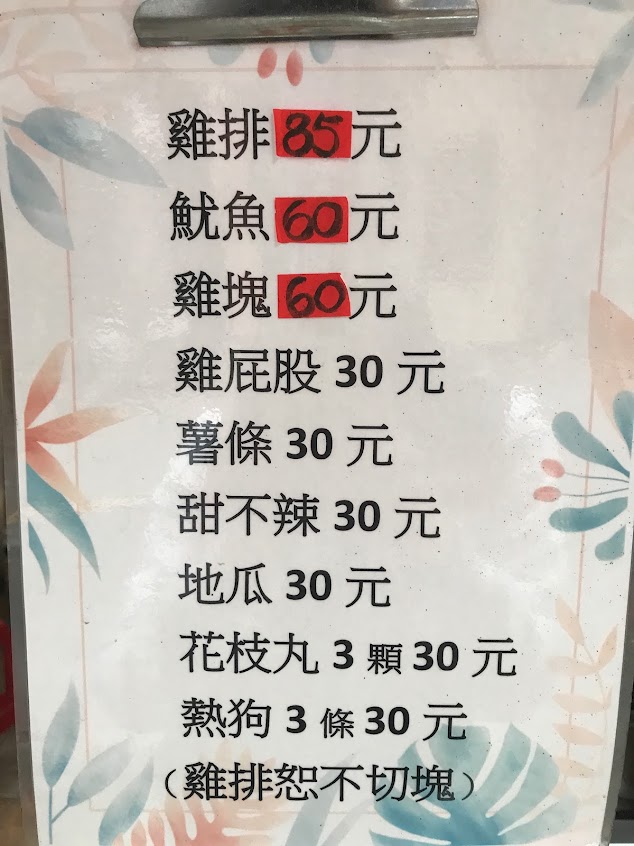 雞排 85元
魷魚 60元
雞塊 60元
雞屁股 30 元
薯條 30 元
甜不辣 30 元
地瓜 30 元
花枝丸 3 顆 30 元
熱狗 3 條 30 元
（雞排恕不切塊）